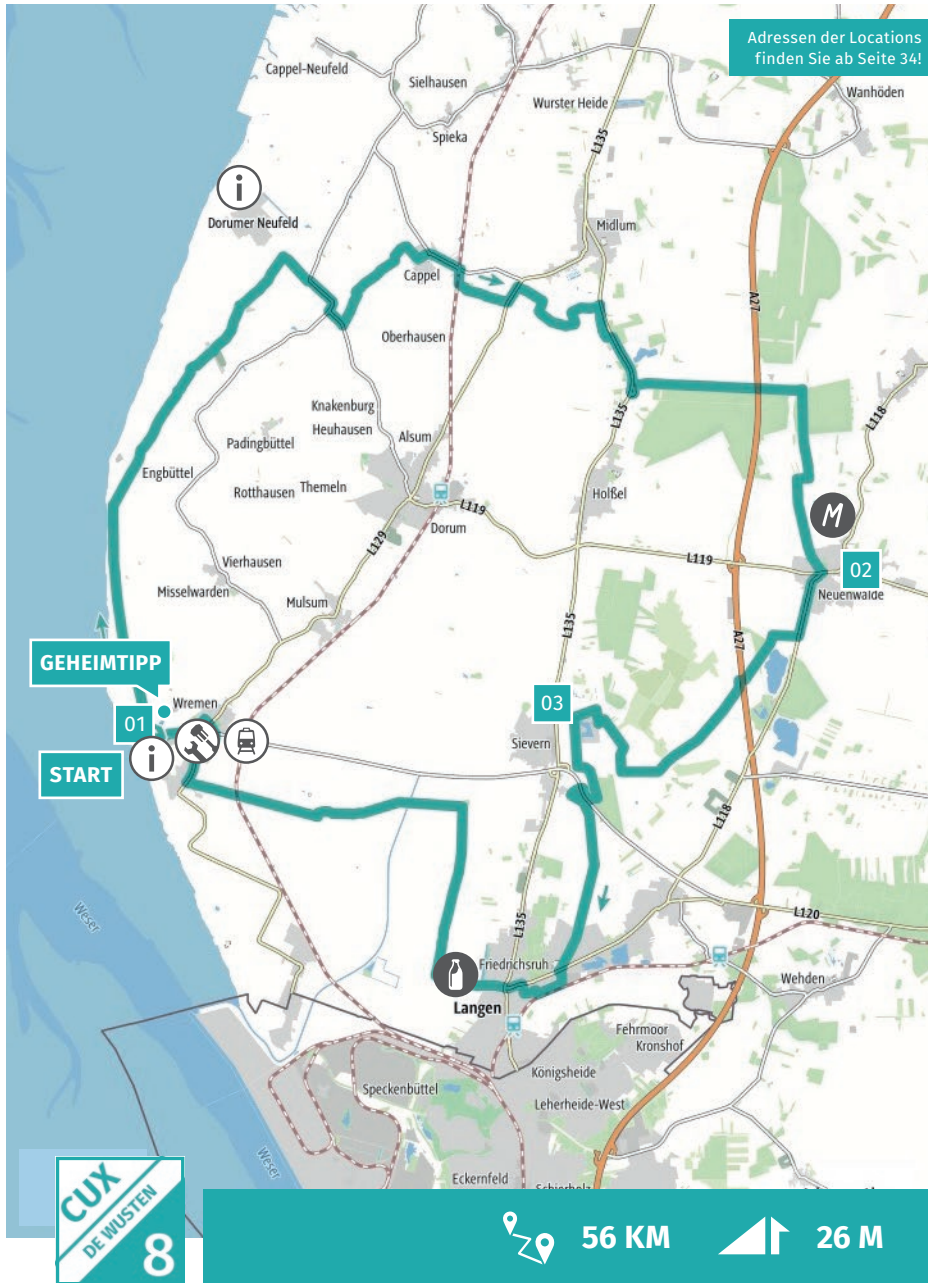 Adressen der Locations
finden Sie ab Seite 34!
Cappel-Neufeld
Sielhausen
Wurster Heide
Wanhöden
Spieka
L135
i
Dorumer Neufeld
Midlum
Cappel
A27
Oberhausen
L118
Knakenburg
Heuhausen
Alsum
L135
Padingbüttel
Engbüttel
Rotthausen
Themeln
Holßel
L119
Dorum
M
L129
L119
02
Vierhausen
Neuenwalde
Misselwarden
Mulsum
L135
A27
GEHEIMTIPP
Wremen
03
01
Sievern
i
START
L118
L135
L120
Weser
Friedrichsruh
Wehden
Langen
Fehrmoor
Kronshof
Königsheide
Speckenbüttel
Leherheide-West
Weser
Eckernfeld
CUX
DE WUSTEN
8
56 KM
26 M